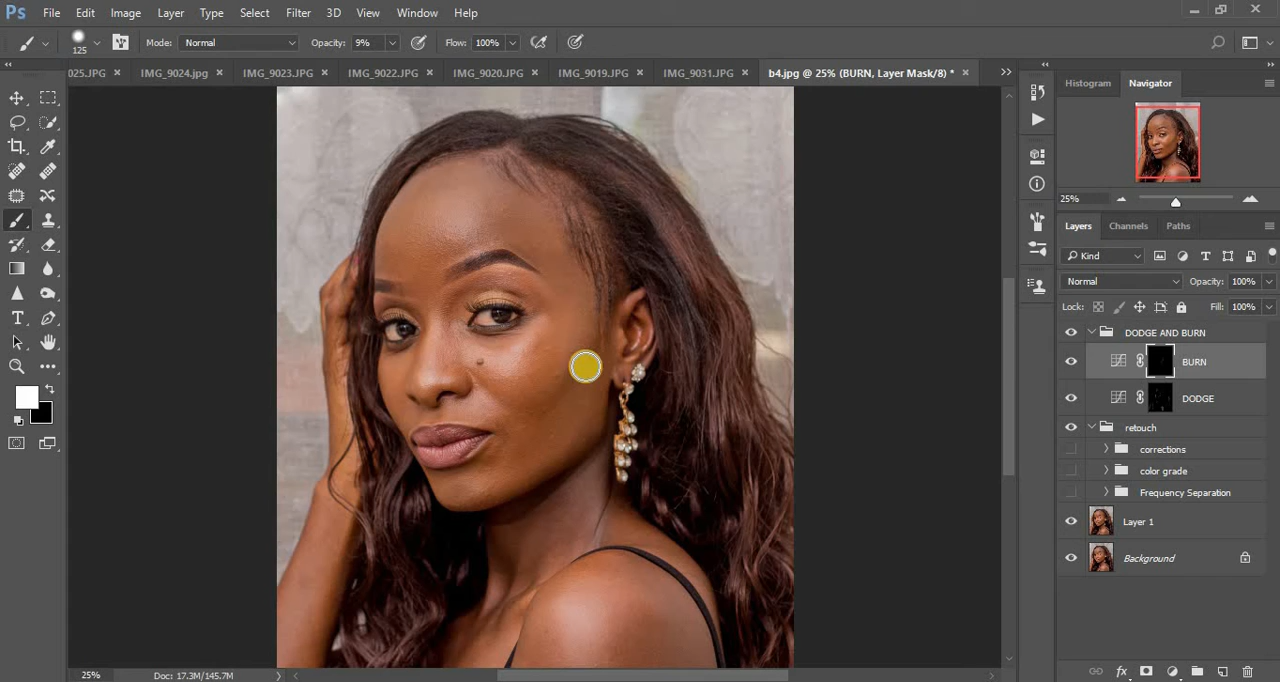 Ps File Edit Image Layer Type Select Filter 3D View Window Help
125 Mode: Normal Opacity: 9% Flow: 100%
025.JPG × IMG_9024.jpg × IMG_9023.JPG × IMG_9022.JPG × IMG_9020.JPG × IMG_9019.JPG × IMG_9031.JPG × b4.jpg @ 25% (BURN, Layer Mask/8) * ×
Histogram Navigator
25%
Layers Channels Paths
Kind
Normal Opacity: 100%
Lock: Fill: 100%
DODGE AND BURN
BURN
DODGE
retouch
corrections
color grade
Frequency Separation
Layer 1
Background
25% Doc: 17.3M/145.7M